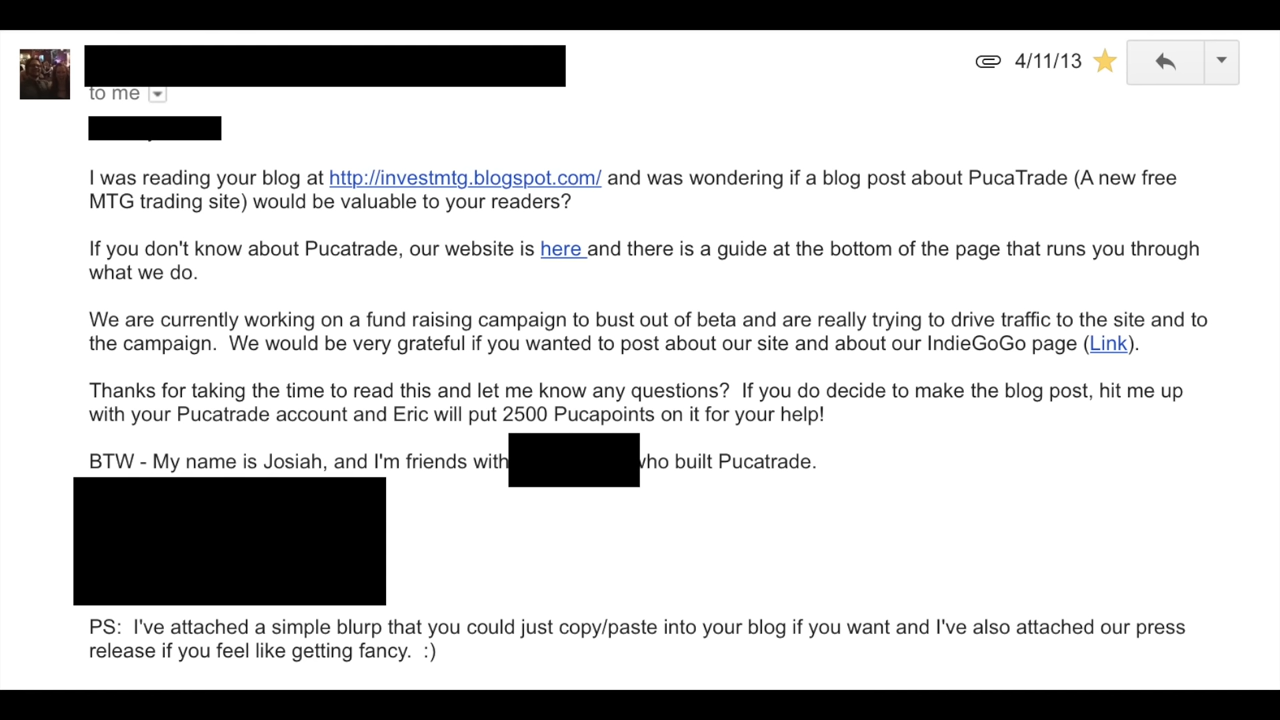 4/11/13
to me
I was reading your blog at http://investmtg.blogspot.com/ and was wondering if a blog post about PucaTrade (A new free
MTG trading site) would be valuable to your readers?
If you don't know about Pucatrade, our website is here and there is a guide at the bottom of the page that runs you through
what we do.
We are currently working on a fund raising campaign to bust out of beta and are really trying to drive traffic to the site and to
the campaign.  We would be very grateful if you wanted to post about our site and about our IndieGoGo page (Link).
Thanks for taking the time to read this and let me know any questions?  If you do decide to make the blog post, hit me up
with your Pucatrade account and Eric will put 2500 Pucapoints on it for your help!
BTW - My name is Josiah, and I'm friends with who built Pucatrade.
PS:  I've attached a simple blurp that you could just copy/paste into your blog if you want and I've also attached our press
release if you feel like getting fancy.  :)